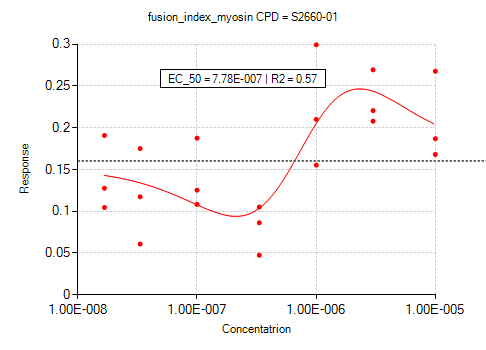 fusion_index_myosin CPD = S2660-01
0.3
EC_50 = 7.78E-007 | R2 = 0.57
0.25
0.2
Response
0.15
0.1
0.05
0
1.00E-008 1.00E-007 1.00E-006 1.00E-005
Concentatrion